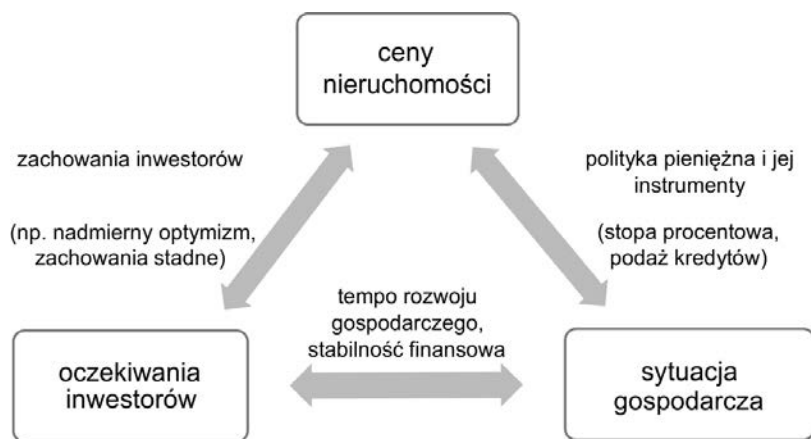 ceny
nieruchomości
zachowania inwestorów
(np. nadmierny optymizm,
zachowania stadne)
polityka pieniężna i jej
instrumenty
(stopa procentowa,
podaż kredytów)
tempo rozwoju
gospodarczego,
stabilność finansowa
oczekiwania
inwestorów
sytuacja
gospodarcza